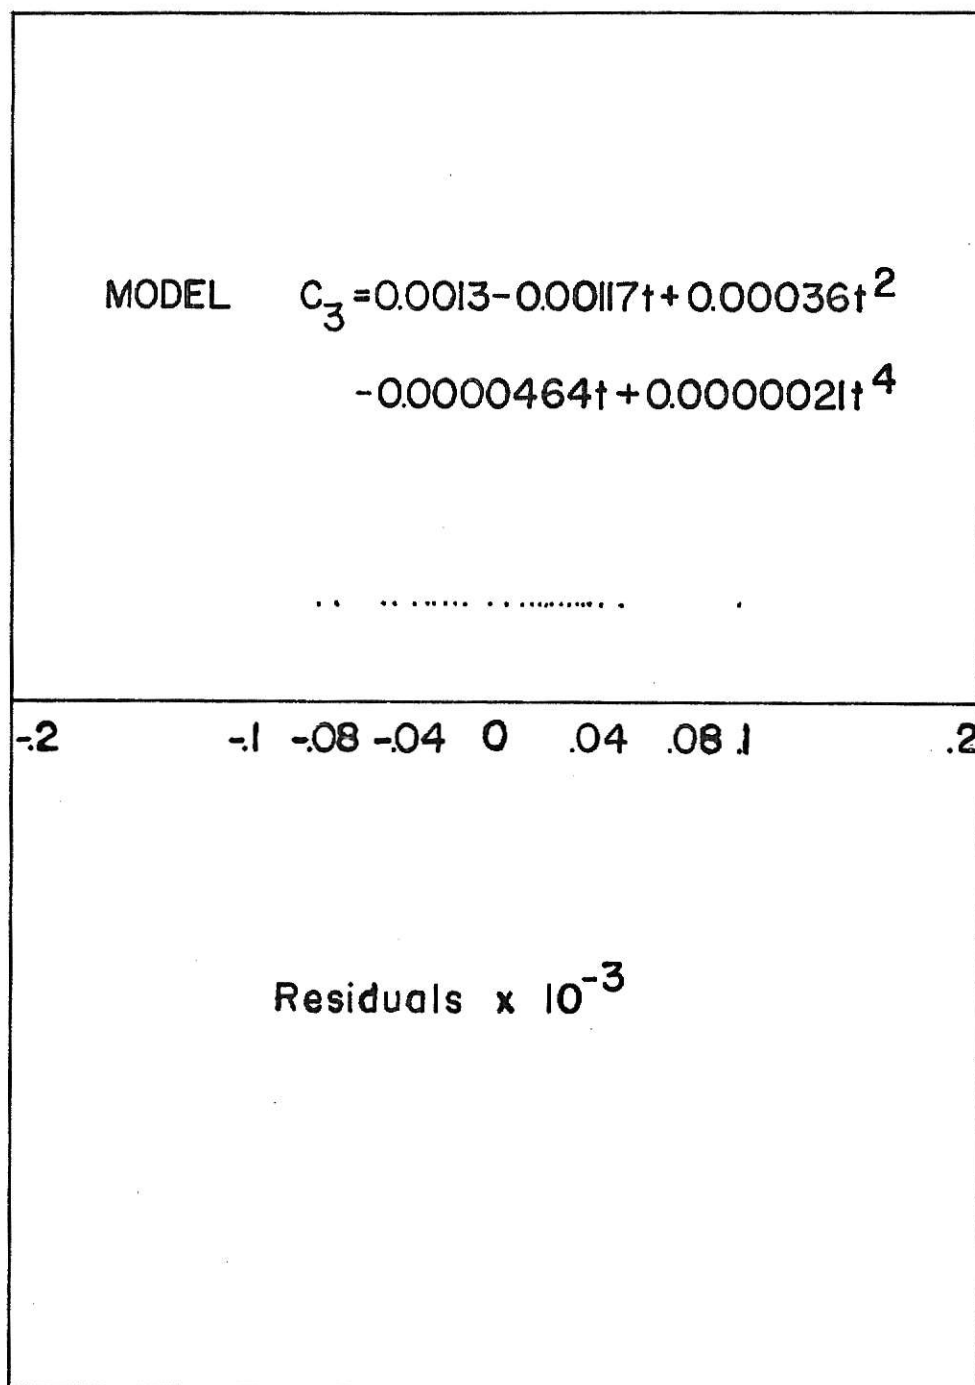 MODEL C₃=0.0013-0.00117t+0.00036t²
-0.0000464t+0.0000021t⁴
-.2 -.1 -.08 -.04 0 .04 .08 .1 .2
Residuals x 10⁻³